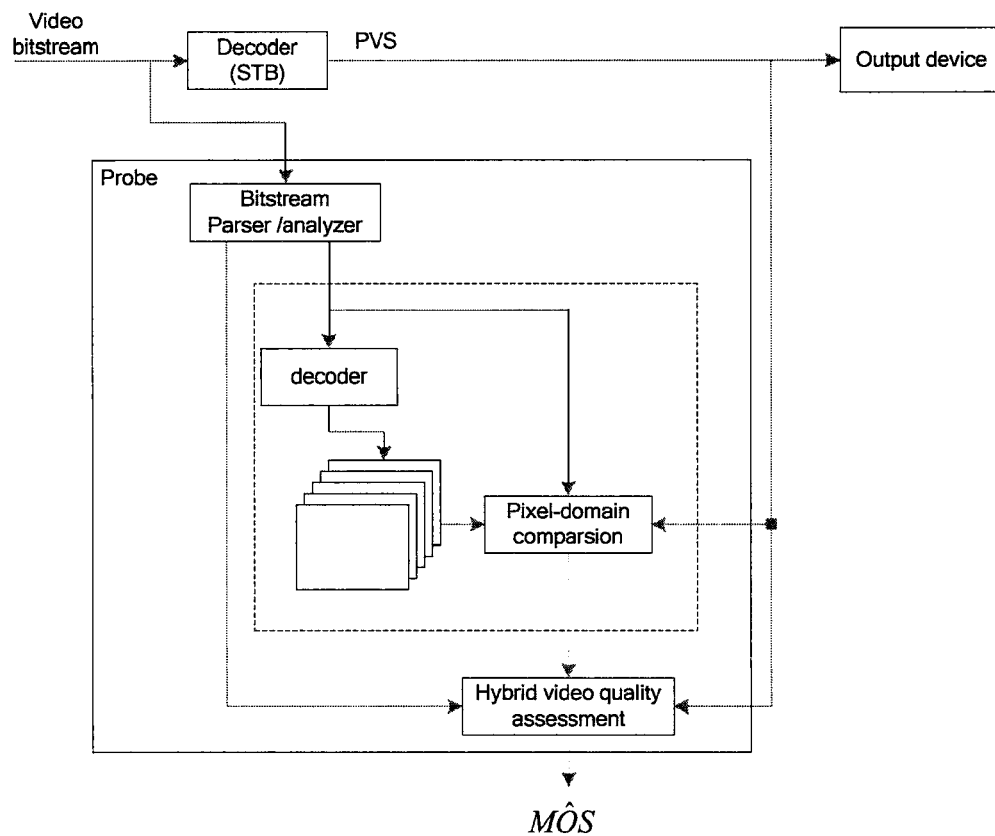 Video
bitstream
Decoder
(STB)
PVS
Output device
Probe
Bitstream
Parser /analyzer
decoder
Pixel-domain
comparsion
Hybrid video quality
assessment
MÔS